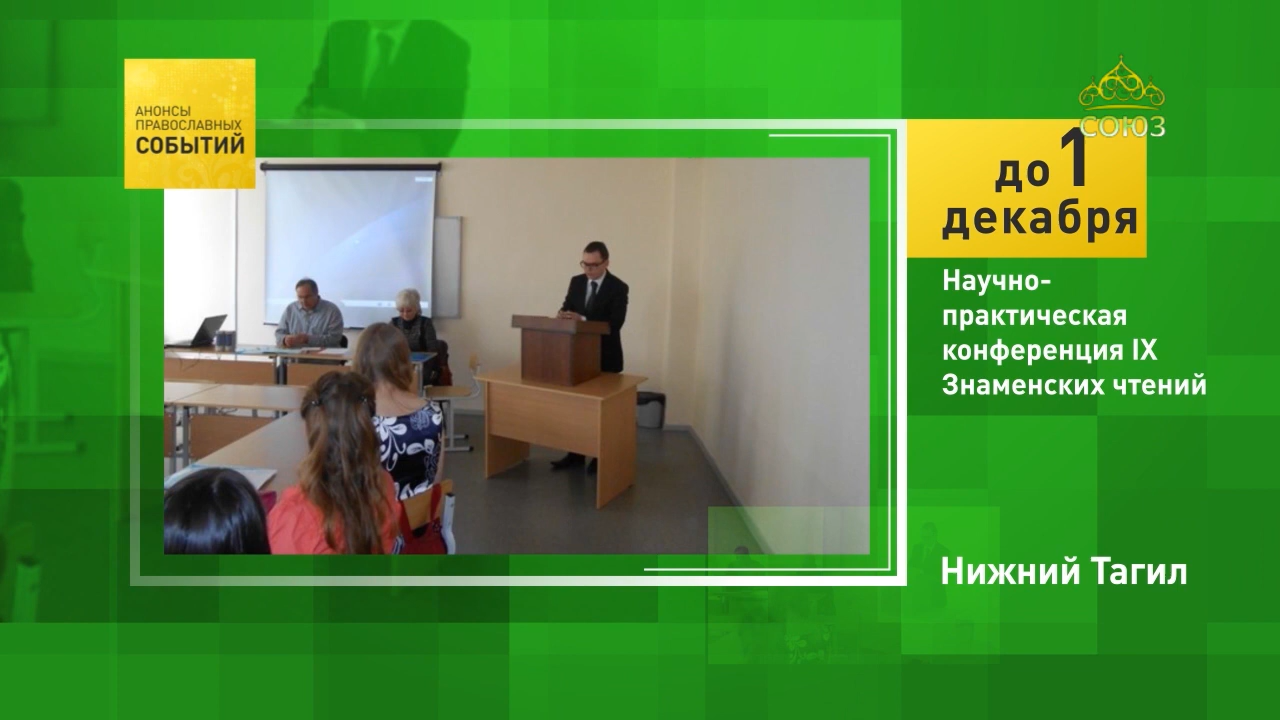 АНОНСЫ
ПРАВОСЛАВНЫХ
СОБЫТИЙ
СОЮЗ
до 1
декабря
Научно-
практическая
конференция IX
Знаменских чтений
Нижний Тагил